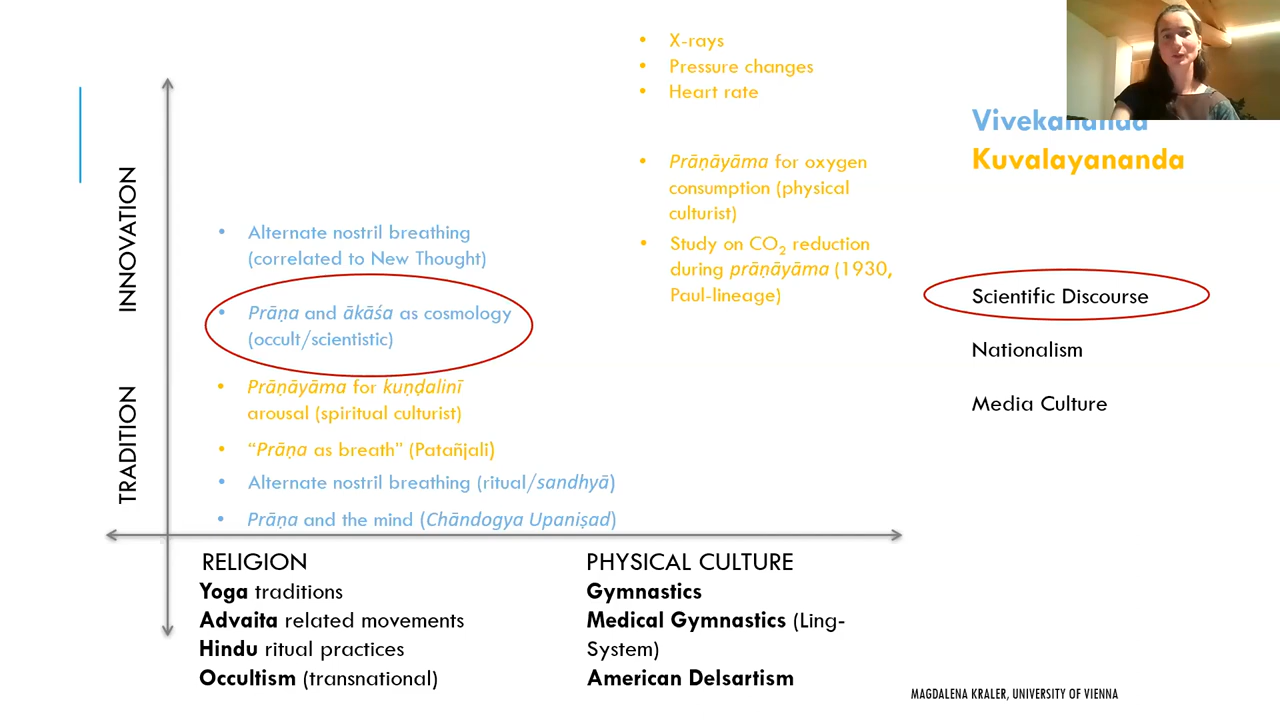 • X-rays
• Pressure changes
• Heart rate
Vivekananda
Kuvalayananda
INNOVATION
• Prāṇāyāma for oxygen
consumption (physical
culturist)
• Study on CO₂ reduction
during prāṇāyāma (1930,
Paul-lineage)
• Alternate nostril breathing
(correlated to New Thought)
• Prāṇa and ākāśa as cosmology
(occult/scientistic)
Scientific Discourse
Nationalism
Media Culture
TRADITION
• Prāṇāyāma for kuṇḍalinī
arousal (spiritual culturist)
• “Prāṇa as breath" (Patañjali)
• Alternate nostril breathing (ritual/sandhyā)
• Prāṇa and the mind (Chāndogya Upaniṣad)
RELIGION
Yoga traditions
Advaita related movements
Hindu ritual practices
Occultism (transnational)
PHYSICAL CULTURE
Gymnastics
Medical Gymnastics (Ling-
System)
American Delsartism
MAGDALENA KRALER, UNIVERSITY OF VIENNA